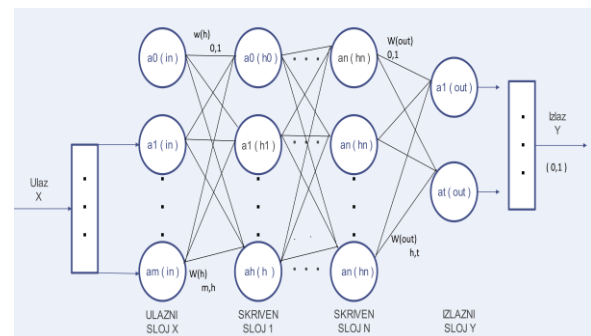 w(h)
0,1
W(out)
0,1
a0 ( in )
a0 ( h0 )
an ( hn )
a1 ( out )
Izlaz
Y
a1 ( in )
a1 ( h1 )
an ( hn )
( 0,1 )
Ulaz
X
at ( out )
W(out)
h,t
am ( in )
W(h)
m,h
ah ( h )
an ( hn )
ULAZNI
SLOJ X
SKRIVEN
SLOJ 1
SKRIVEN
SLOJ N
IZLAZNI
SLOJ Y